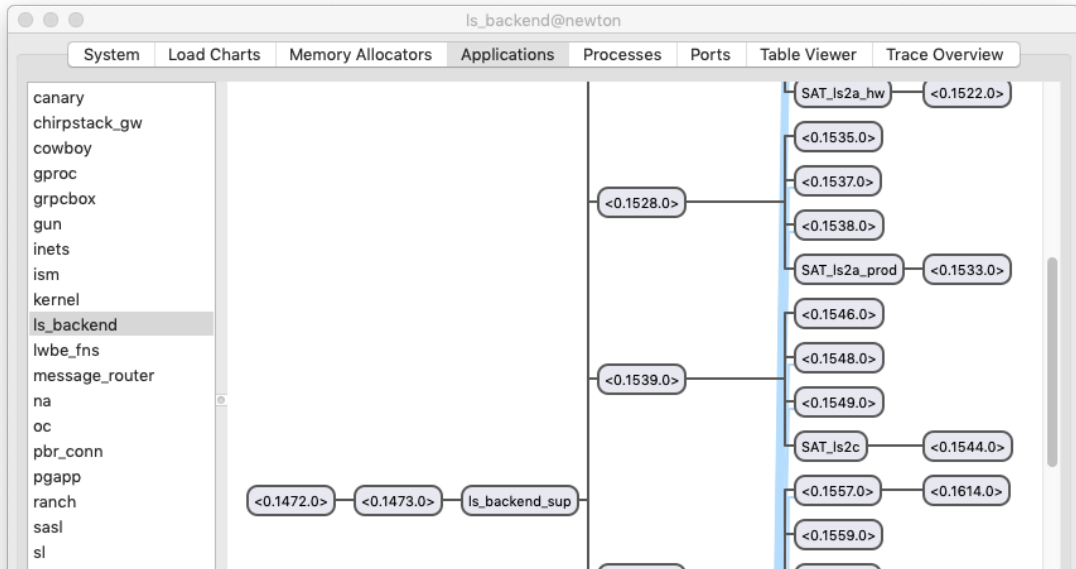 ls_backend@newton
System Load Charts Memory Allocators Applications Processes Ports Table Viewer Trace Overview
canary
chirpstack_gw
cowboy
gproc
grpcbox
gun
inets
ism
kernel
ls_backend
lwbe_fns
message_router
na
oc
pbr_conn
pgapp
ranch
sasl
sl
SAT_ls2a_hw <0.1522.0>
<0.1535.0>
<0.1537.0>
<0.1528.0>
<0.1538.0>
SAT_ls2a_prod <0.1533.0>
<0.1546.0>
<0.1548.0>
<0.1539.0>
<0.1549.0>
SAT_ls2c <0.1544.0>
<0.1557.0> <0.1614.0>
<0.1472.0> <0.1473.0> ls_backend_sup
<0.1559.0>